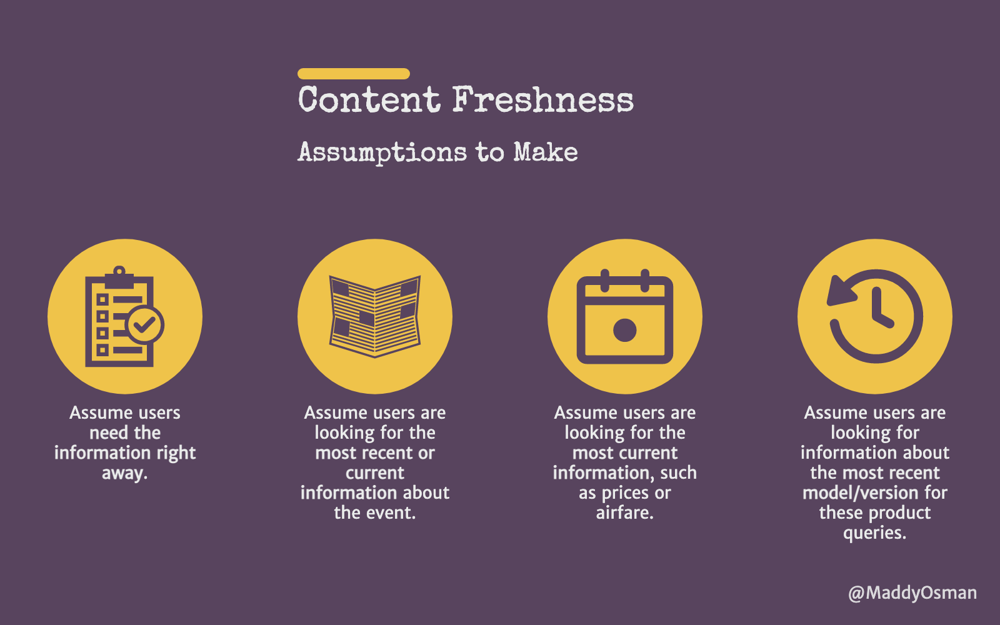 Content Freshness
Assumptions to Make
Assume users
need the
information right
away.
Assume users are
looking for the
most recent or
current
information about
the event.
Assume users are
looking for the
most current
information, such
as prices or
airfare.
Assume users are
looking for
information about
the most recent
model/version for
these product
queries.
@MaddyOsman